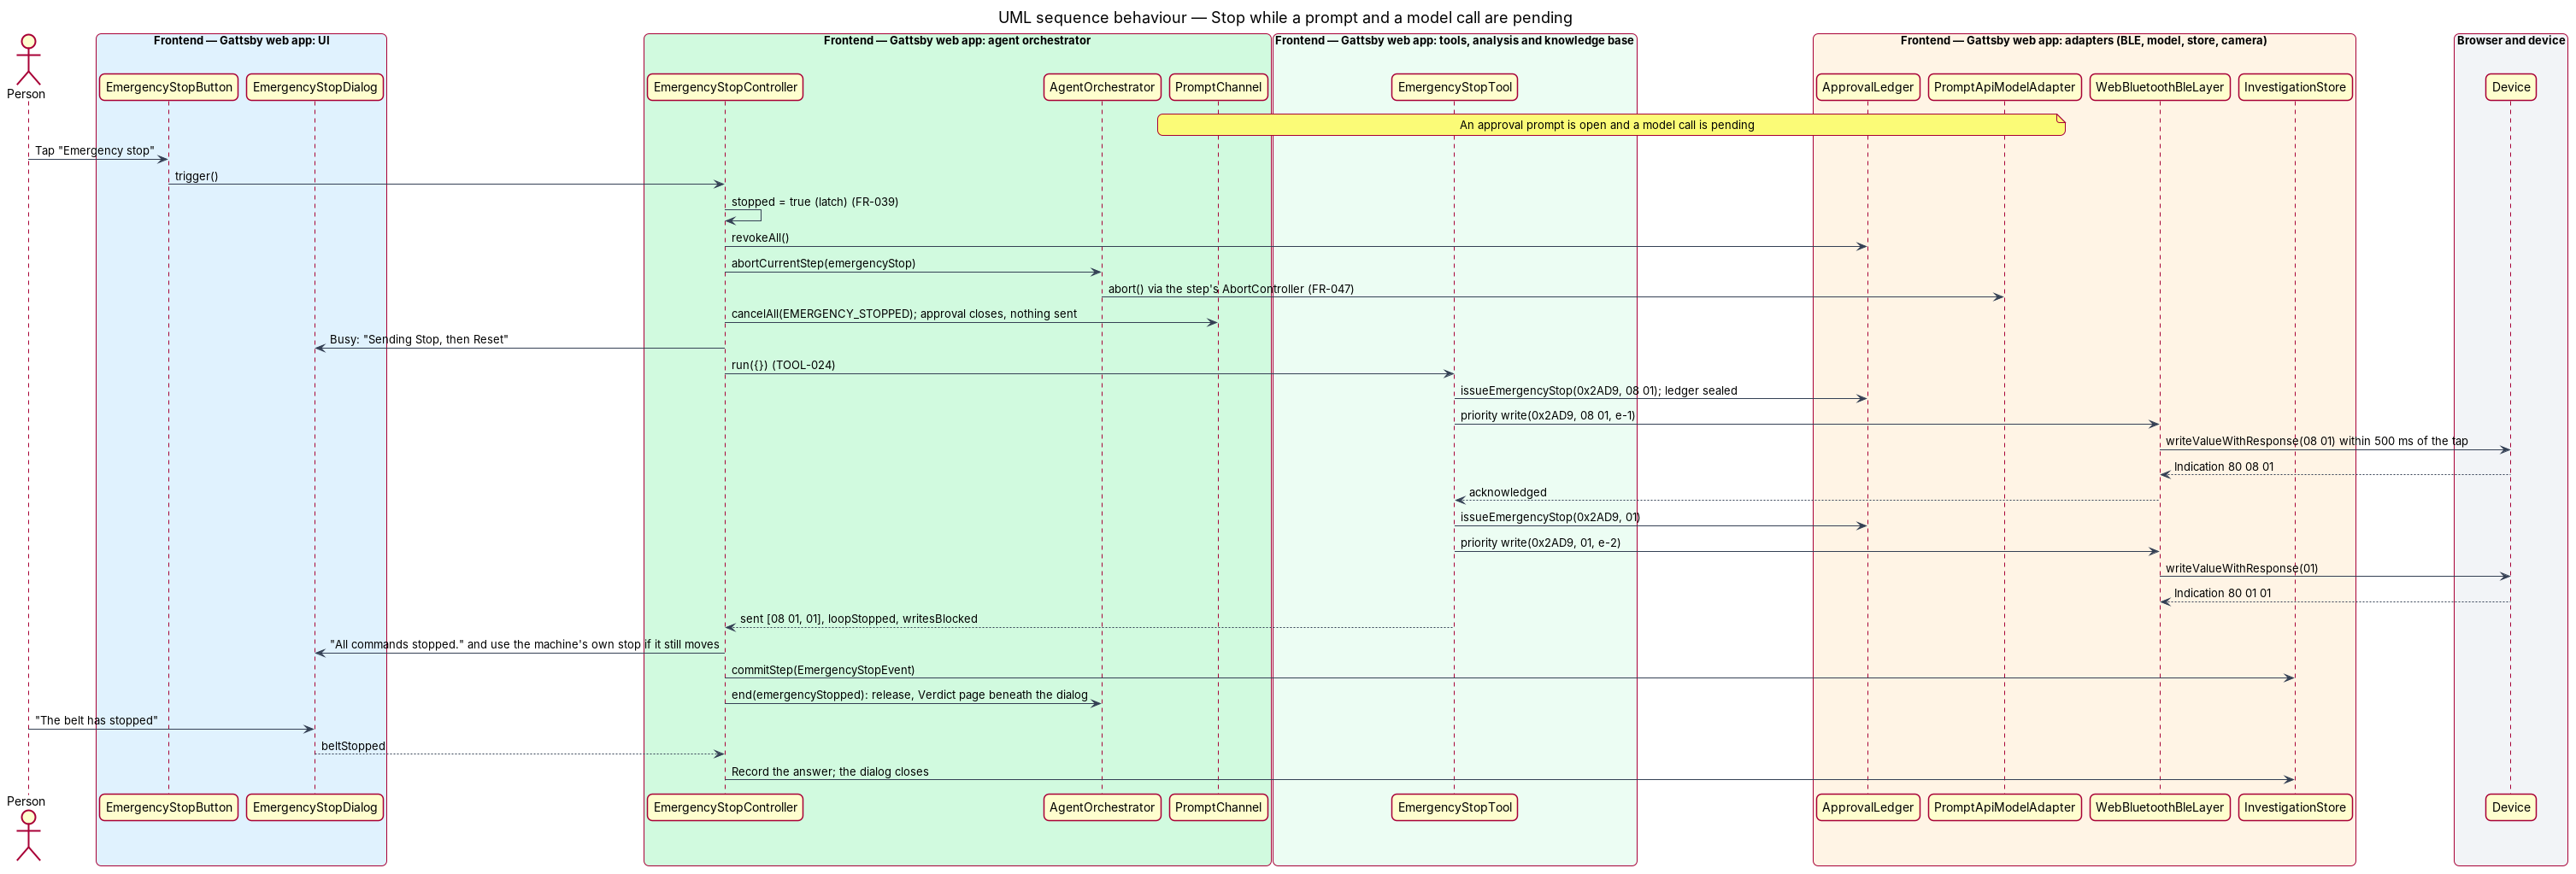 UML sequence behaviour — Stop while a prompt and a model call are pending
Frontend — Gattsby web app: UI
Frontend — Gattsby web app: agent orchestrator
Frontend — Gattsby web app: tools, analysis and knowledge base
Frontend — Gattsby web app: adapters (BLE, model, store, camera)
Browser and device
Person
EmergencyStopButton
EmergencyStopDialog
EmergencyStopController
AgentOrchestrator
PromptChannel
EmergencyStopTool
ApprovalLedger
PromptApiModelAdapter
WebBluetoothBleLayer
InvestigationStore
Device
An approval prompt is open and a model call is pending
Tap "Emergency stop"
trigger()
stopped = true (latch) (FR-039)
revokeAll()
abortCurrentStep(emergencyStop)
abort() via the step's AbortController (FR-047)
cancelAll(EMERGENCY_STOPPED); approval closes, nothing sent
Busy: "Sending Stop, then Reset"
run({}) (TOOL-024)
issueEmergencyStop(0x2AD9, 08 01); ledger sealed
priority write(0x2AD9, 08 01, e-1)
writeValueWithResponse(08 01) within 500 ms of the tap
Indication 80 08 01
acknowledged
issueEmergencyStop(0x2AD9, 01)
priority write(0x2AD9, 01, e-2)
writeValueWithResponse(01)
Indication 80 01 01
sent [08 01, 01], loopStopped, writesBlocked
"All commands stopped." and use the machine's own stop if it still moves
commitStep(EmergencyStopEvent)
end(emergencyStopped): release, Verdict page beneath the dialog
"The belt has stopped"
beltStopped
Record the answer; the dialog closes
Person
EmergencyStopButton
EmergencyStopDialog
EmergencyStopController
AgentOrchestrator
PromptChannel
EmergencyStopTool
ApprovalLedger
PromptApiModelAdapter
WebBluetoothBleLayer
InvestigationStore
Device